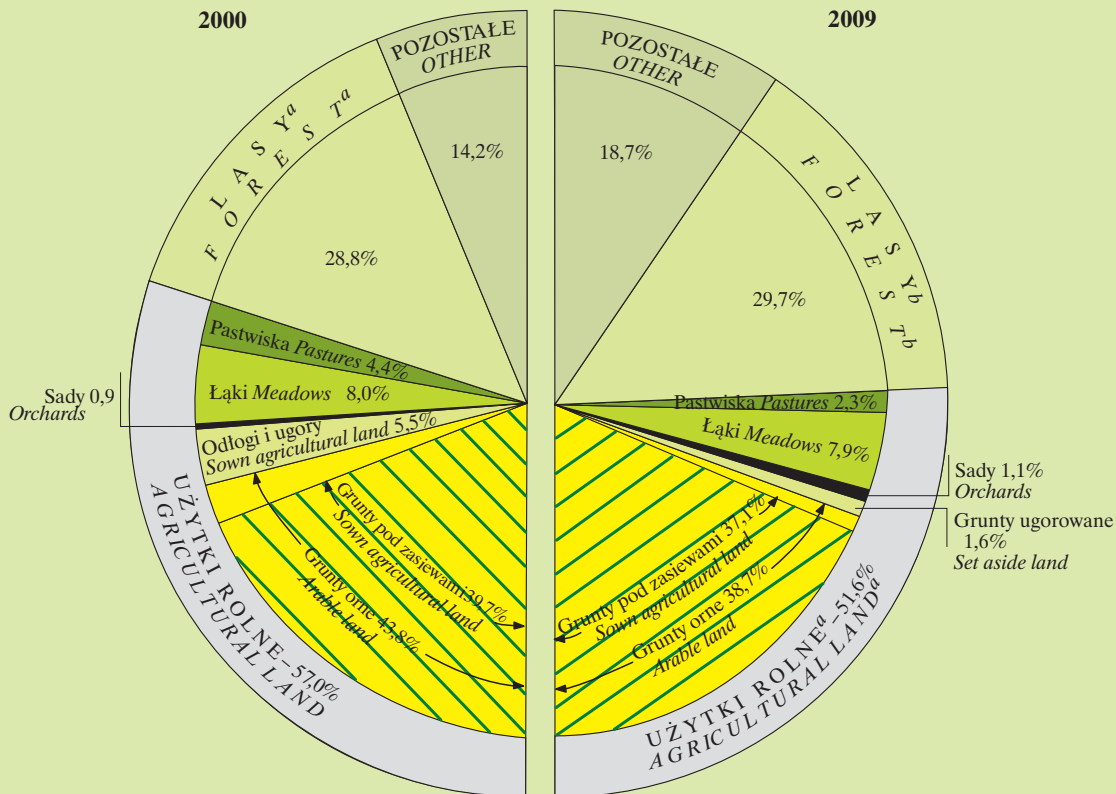 2000
2009
POZOSTAŁE
OTHER
14,2%
LASYᵃ
FORESTᵃ
28,8%
Pastwiska Pastures 4,4%
Łąki Meadows 8,0%
Sady 0,9
Orchards
Odłogi i ugory
Sown agricultural land 5,5%
Grunty pod zasiewami 39,7%
Sown agricultural land
Grunty orne 43,8%
Arable land
UŻYTKI ROLNE – 57,0%
AGRICULTURAL LAND
POZOSTAŁE
OTHER
18,7%
LASYᵇ
FORESTᵇ
29,7%
Pastwiska Pastures 2,3%
Łąki Meadows 7,9%
Sady 1,1%
Orchards
Grunty ugorowane
1,6%
Set aside land
Grunty pod zasiewami 37,1%
Sown agricultural land
Grunty orne 38,7%
Arable land
UŻYTKI ROLNEᵃ – 51,6%
AGRICULTURAL LANDᵃ